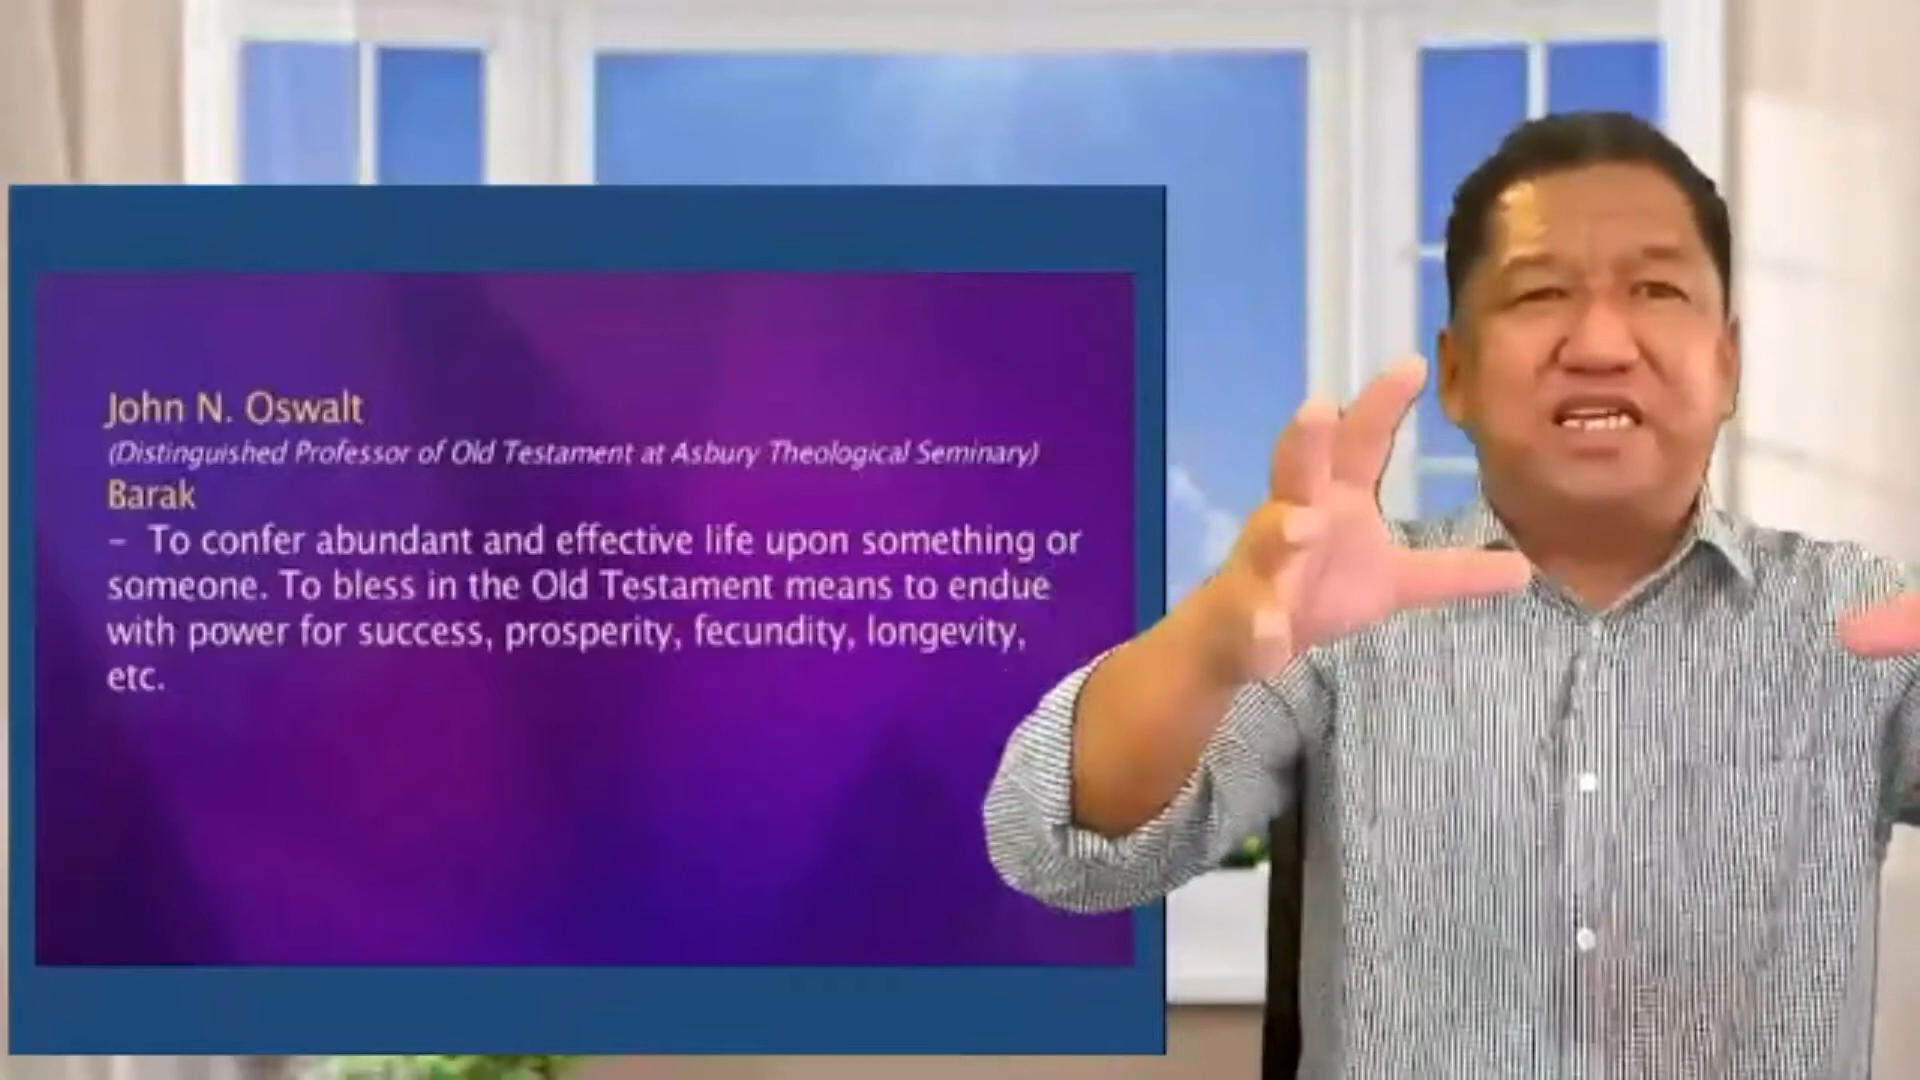 John N. Oswalt
(Distinguished Professor of Old Testament at Asbury Theological Seminary)
Barak
– To confer abundant and effective life upon something or
someone. To bless in the Old Testament means to endue
with power for success, prosperity, fecundity, longevity,
etc.